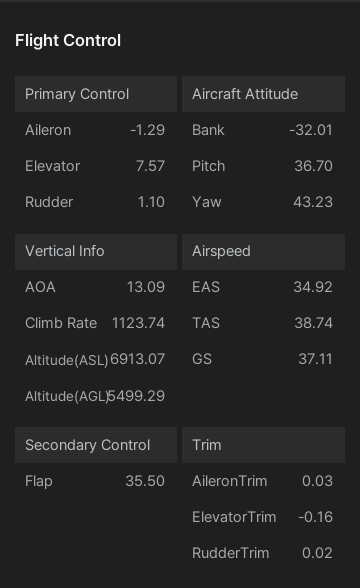 Flight Control
Primary Control
Aileron -1.29
Elevator 7.57
Rudder 1.10
Aircraft Attitude
Bank -32.01
Pitch 36.70
Yaw 43.23
Vertical Info
AOA 13.09
Climb Rate 1123.74
Altitude(ASL) 6913.07
Altitude(AGL) 5499.29
Airspeed
EAS 34.92
TAS 38.74
GS 37.11
Secondary Control
Flap 35.50
Trim
AileronTrim 0.03
ElevatorTrim -0.16
RudderTrim 0.02